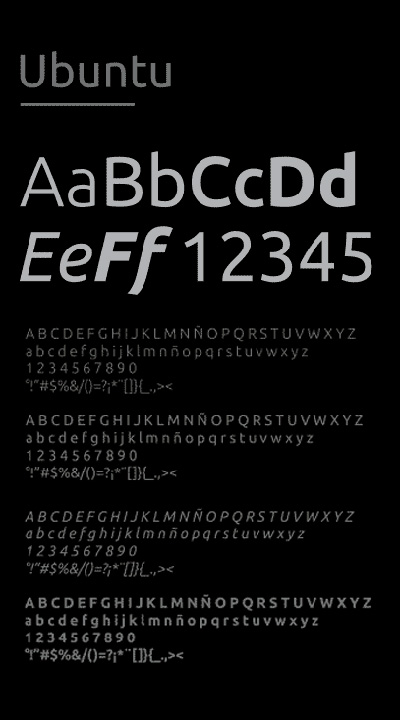 Ubuntu
AaBbCcDd
EeFf 12345
ABCDEFGHIJKLMNÑOPQRSTUVWXYZ
abcdefghijklmnñopqrstuvwxyz
1234567890
°!"#$%&/()=?¡*¨[]}{_.,><
ABCDEFGHIJKLMNÑOPQRSTUVWXYZ
abcdefghijklmnñopqrstuvwxyz
1234567890
°!"#$%&/()=?¡*¨[]}{_.,><
ABCDEFGHIJKLMNÑOPQRSTUVWXYZ
abcdefghijklmnñopqrstuvwxyz
1234567890
°!"#$%&/()=?¡*¨[]}{_.,><
ABCDEFGHIJKLMNÑOPQRSTUVWXYZ
abcdefghijklmnñopqrstuvwxyz
1234567890
°!"#$%&/()=?¡*¨[]}{_.,><